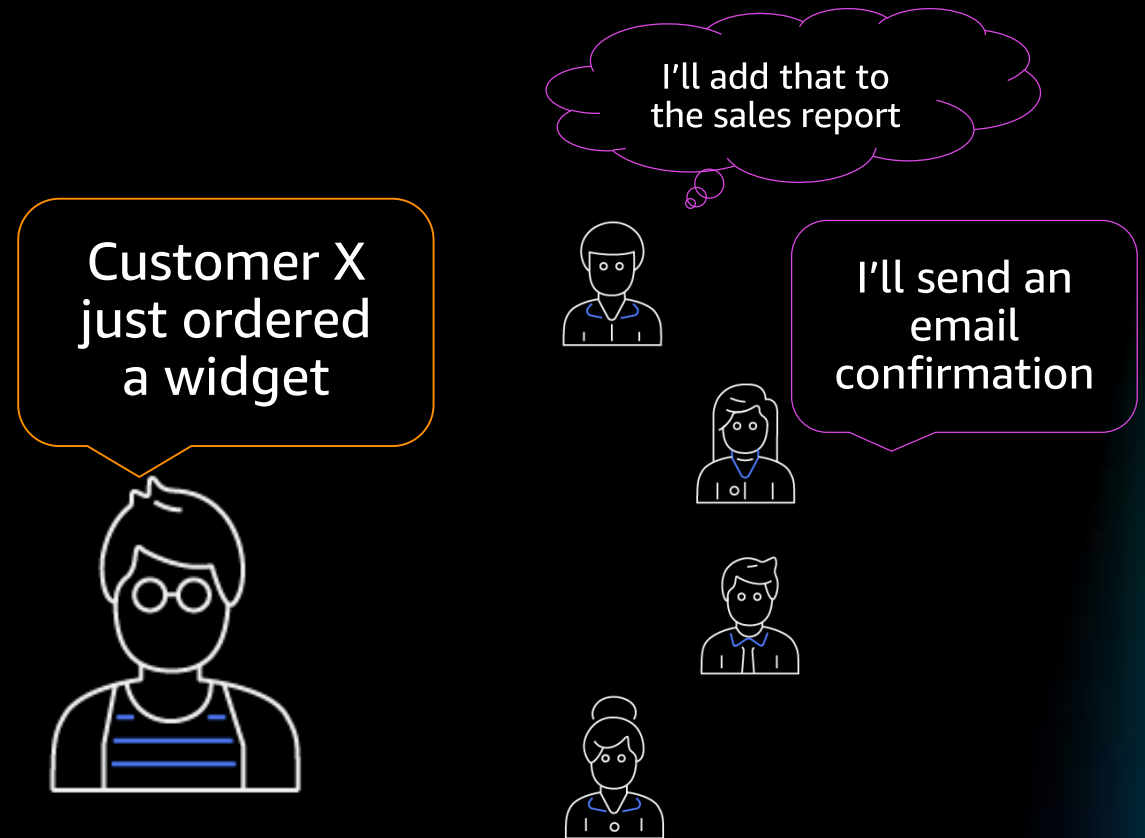 I’ll add that to
the sales report
Customer X
just ordered
a widget
I’ll send an
email
confirmation